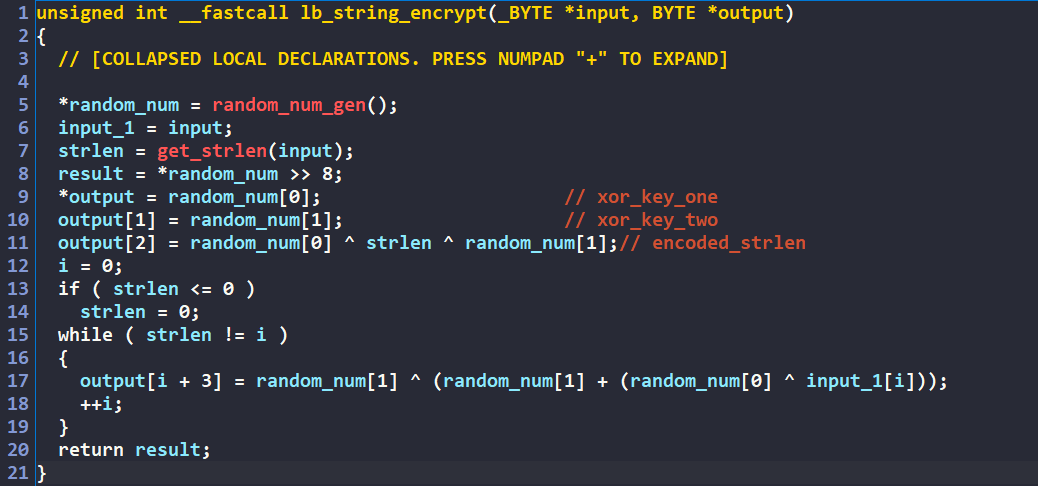 1 unsigned int __fastcall lb_string_encrypt(_BYTE *input, BYTE *output)
2 {
3   // [COLLAPSED LOCAL DECLARATIONS. PRESS NUMPAD "+" TO EXPAND]
4
5   *random_num = random_num_gen();
6   input_1 = input;
7   strlen = get_strlen(input);
8   result = *random_num >> 8;
9   *output = random_num[0];                      // xor_key_one
10   output[1] = random_num[1];                    // xor_key_two
11   output[2] = random_num[0] ^ strlen ^ random_num[1];// encoded_strlen
12   i = 0;
13   if ( strlen <= 0 )
14     strlen = 0;
15   while ( strlen != i )
16   {
17     output[i + 3] = random_num[1] ^ (random_num[1] + (random_num[0] ^ input_1[i]));
18     ++i;
19   }
20   return result;
21 }